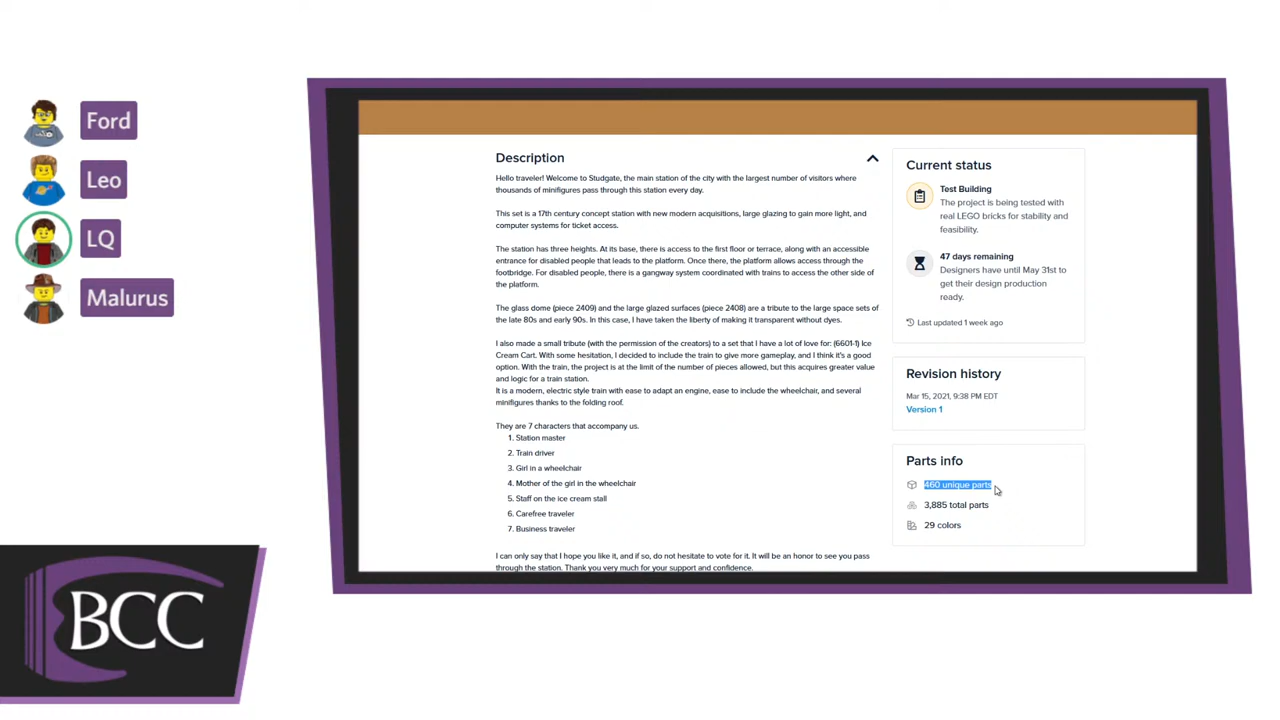 Ford
Leo
LQ
Malurus
BCC
Description
Hello traveler! Welcome to Studgate, the main station of the city with the largest number of visitors where
thousands of minifigures pass through this station every day.
This set is a 17th century concept station with new modern acquisitions, large glazing to gain more light, and
computer systems for ticket access.
The station has three heights. At its base, there is access to the first floor or terrace, along with an accessible
entrance for disabled people that leads to the platform. Once there, the platform allows access through the
footbridge. For disabled people, there is a gangway system coordinated with trains to access the other side of
the platform.
The glass dome (piece 2409) and the large glazed surfaces (piece 2408) are a tribute to the large space sets of
the late 80s and early 90s. In this case, I have taken the liberty of making it transparent without dyes.
I also made a small tribute (with the permission of the creators) to a set that I have a lot of love for: (6601-1) Ice
Cream Cart. With some hesitation, I decided to include the train to give more gameplay, and I think it's a good
option. With the train, the project is at the limit of the number of pieces allowed, but this acquires greater value
and logic for a train station.
It is a modern, electric style train with ease to adapt an engine, ease to include the wheelchair, and several
minifigures thanks to the folding roof.
They are 7 characters that accompany us.
1. Station master
2. Train driver
3. Girl in a wheelchair
4. Mother of the girl in the wheelchair
5. Staff on the ice cream stall
6. Carefree traveler
7. Business traveler
I can only say that I hope you like it, and if so, do not hesitate to vote for it. It will be an honor to see you pass
through the station. Thank you very much for your support and confidence.
Current status
Test Building
The project is being tested with
real LEGO bricks for stability and
feasibility.
47 days remaining
Designers have until May 31st to
get their design production
ready.
Last updated 1 week ago
Revision history
Mar 15, 2021, 9:38 PM EDT
Version 1
Parts info
460 unique parts
3,885 total parts
29 colors